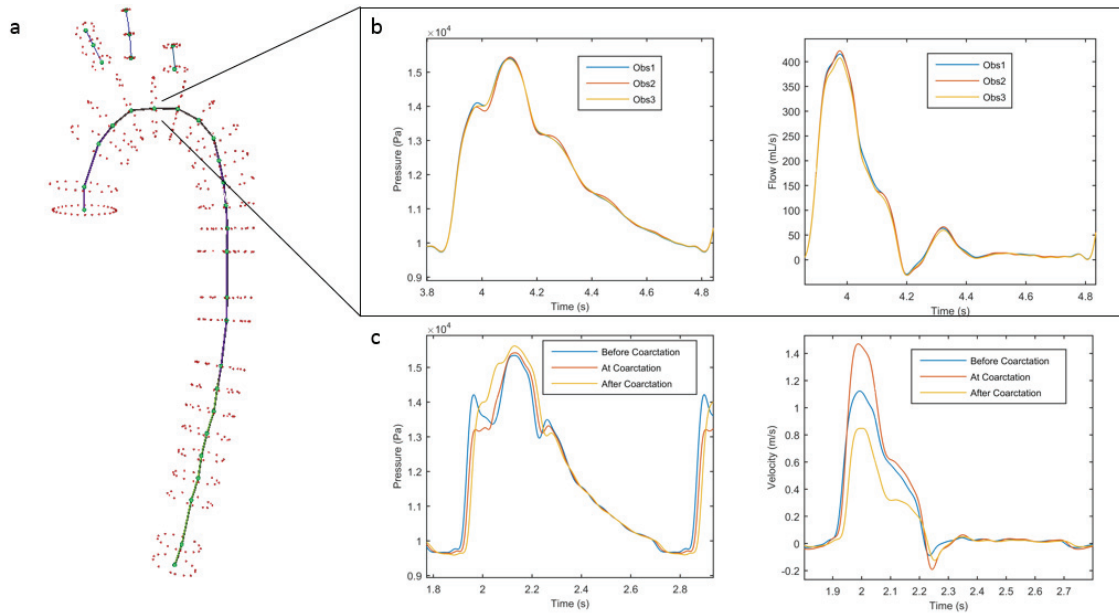 a
b
×10⁴
1.5
1.4
1.3
1.2
1.1
1
0.9
Pressure (Pa)
3.8
4
4.2
4.4
4.6
4.8
Time (s)
Obs1
Obs2
Obs3
400
350
300
250
200
150
100
50
0
Flow (mL/s)
4
4.2
4.4
4.6
4.8
Time (s)
Obs1
Obs2
Obs3
c
×10⁴
1.5
1.4
1.3
1.2
1.1
1
0.9
Pressure (Pa)
1.8
2
2.2
2.4
2.6
2.8
Time (s)
Before Coarctation
At Coarctation
After Coarctation
1.4
1.2
1
0.8
0.6
0.4
0.2
0
-0.2
Velocity (m/s)
1.9
2
2.1
2.2
2.3
2.4
2.5
2.6
2.7
Time (s)
Before Coarctation
At Coarctation
After Coarctation